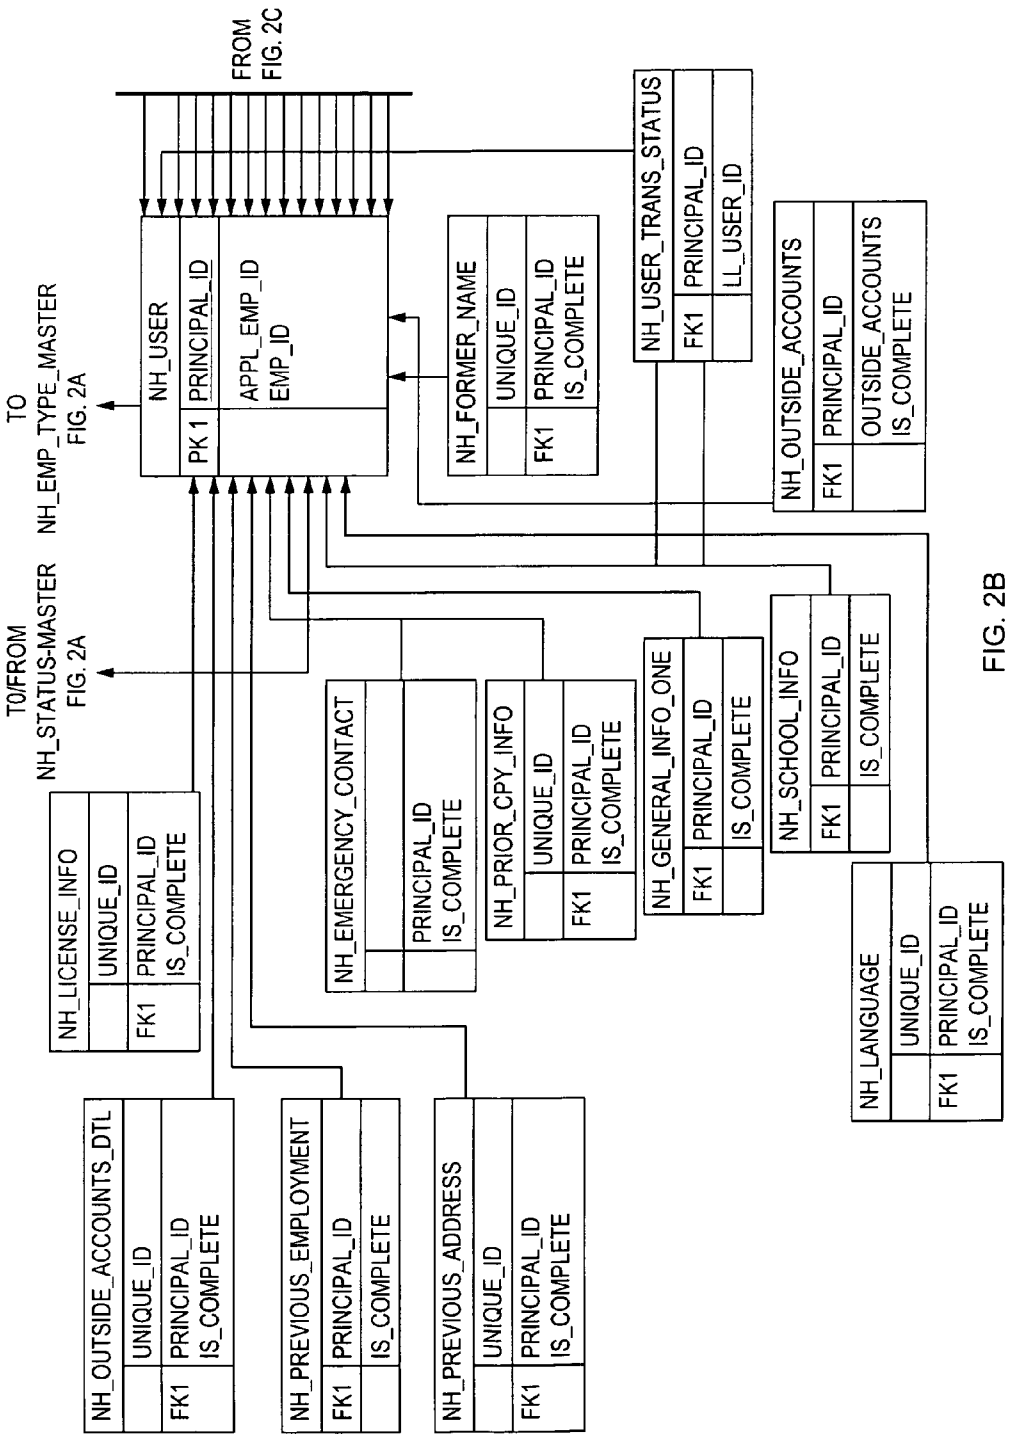 TO/FROM
NH_STATUS-MASTER
FIG. 2A
TO
NH_EMP_TYPE_MASTER
FIG. 2A
FROM
FIG. 2C
NH_USER
PK1 PRINCIPAL_ID
APPL_EMP_ID
EMP_ID
NH_OUTSIDE_ACCOUNTS_DTL
UNIQUE_ID
FK1 PRINCIPAL_ID
IS_COMPLETE
NH_LICENSE_INFO
UNIQUE_ID
FK1 PRINCIPAL_ID
IS_COMPLETE
NH_PREVIOUS_EMPLOYMENT
FK1 PRINCIPAL_ID
IS_COMPLETE
NH_EMERGENCY_CONTACT
PRINCIPAL_ID
IS_COMPLETE
NH_FORMER_NAME
UNIQUE_ID
FK1 PRINCIPAL_ID
IS_COMPLETE
NH_PREVIOUS_ADDRESS
UNIQUE_ID
FK1 PRINCIPAL_ID
IS_COMPLETE
NH_PRIOR_CPY_INFO
UNIQUE_ID
FK1 PRINCIPAL_ID
IS_COMPLETE
NH_USER_TRANS_STATUS
FK1 PRINCIPAL_ID
LL_USER_ID
NH_GENERAL_INFO_ONE
FK1 PRINCIPAL_ID
IS_COMPLETE
NH_SCHOOL_INFO
FK1 PRINCIPAL_ID
IS_COMPLETE
NH_OUTSIDE_ACCOUNTS
FK1 PRINCIPAL_ID
OUTSIDE_ACCOUNTS
IS_COMPLETE
NH_LANGUAGE
UNIQUE_ID
FK1 PRINCIPAL_ID
IS_COMPLETE
FIG. 2B